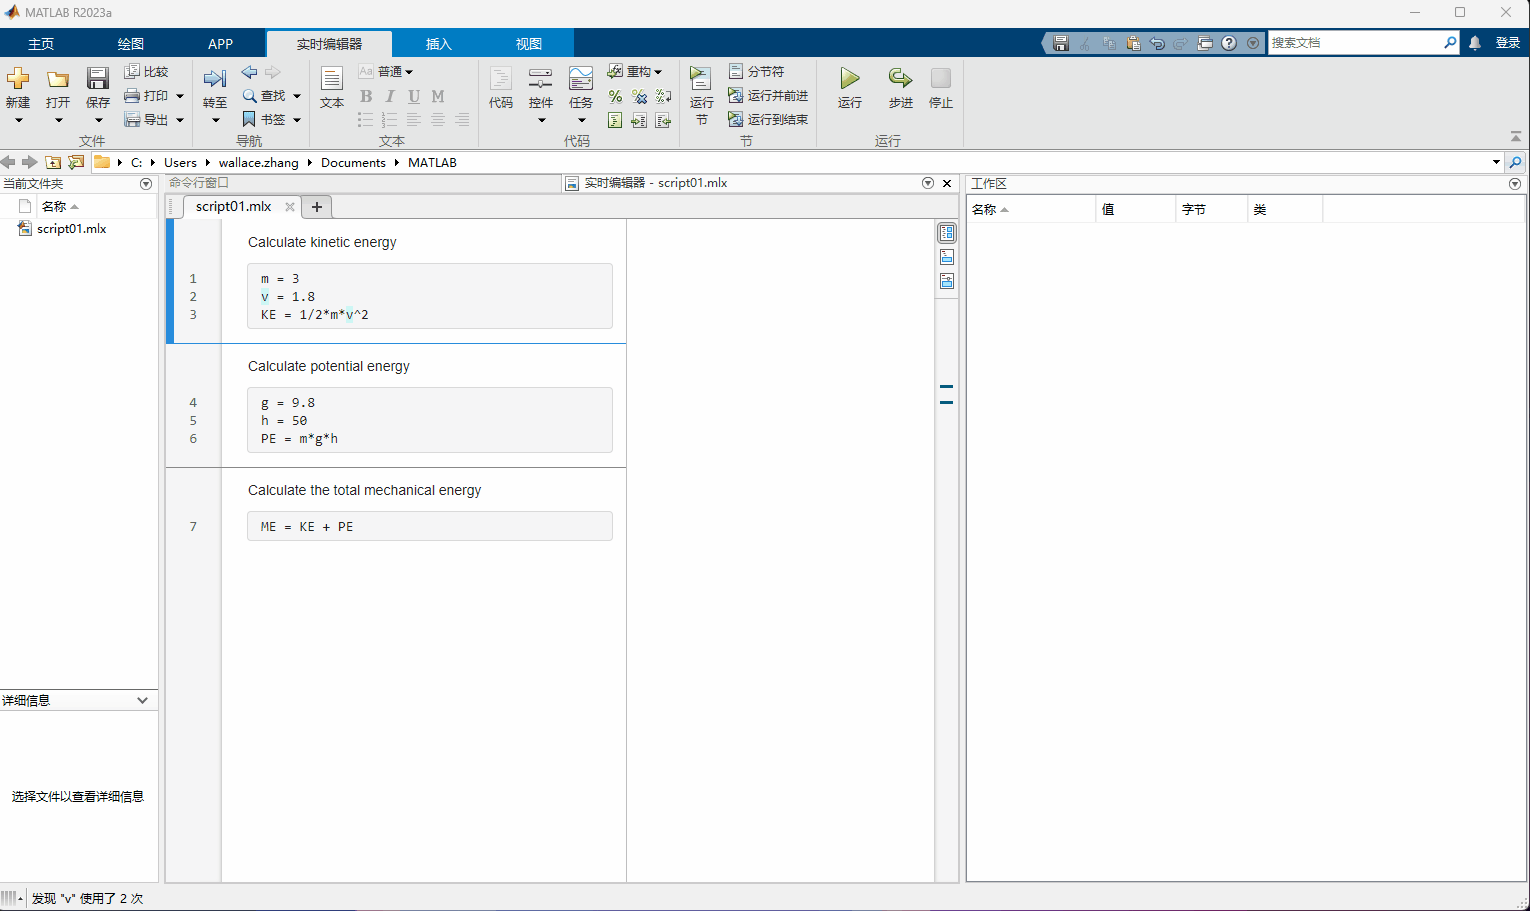 MATLAB R2023a
主页 绘图 APP 实时编辑器 插入 视图 搜索文档 登录
新建 打开 保存 比较 打印 导出 文件
转至 查找 书签 导航
文本 Aa 普通 B I U M 文本
代码 控件 任务 重构 代码
运行节 分节符 运行并前进 运行到结束 节
运行 步进 停止 运行
C: Users wallace.zhang Documents MATLAB
当前文件夹 命令行窗口 实时编辑器 - script01.mlx 工作区
名称 script01.mlx + 名称 值 字节 类
script01.mlx
Calculate kinetic energy
1 m = 3
2 v = 1.8
3 KE = 1/2*m*v^2
Calculate potential energy
4 g = 9.8
5 h = 50
6 PE = m*g*h
Calculate the total mechanical energy
7 ME = KE + PE
详细信息
选择文件以查看详细信息
发现 "v" 使用了 2 次